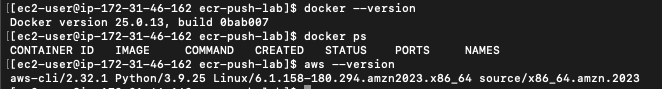 [[ec2-user@ip-172-31-46-162 ecr-push-lab]$ docker --version
Docker version 25.0.13, build 0bab007
[[ec2-user@ip-172-31-46-162 ecr-push-lab]$ docker ps
CONTAINER ID   IMAGE     COMMAND   CREATED   STATUS    PORTS     NAMES
[[ec2-user@ip-172-31-46-162 ecr-push-lab]$ aws --version
aws-cli/2.32.1 Python/3.9.25 Linux/6.1.158-180.294.amzn2023.x86_64 source/x86_64.amzn.2023